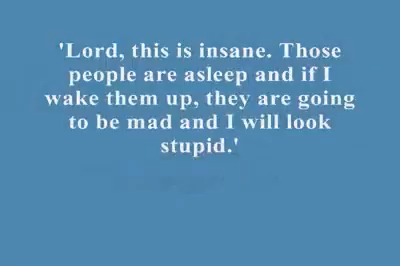 'Lord, this is insane. Those
people are asleep and if I
wake them up, they are going
to be mad and I will look
stupid.'